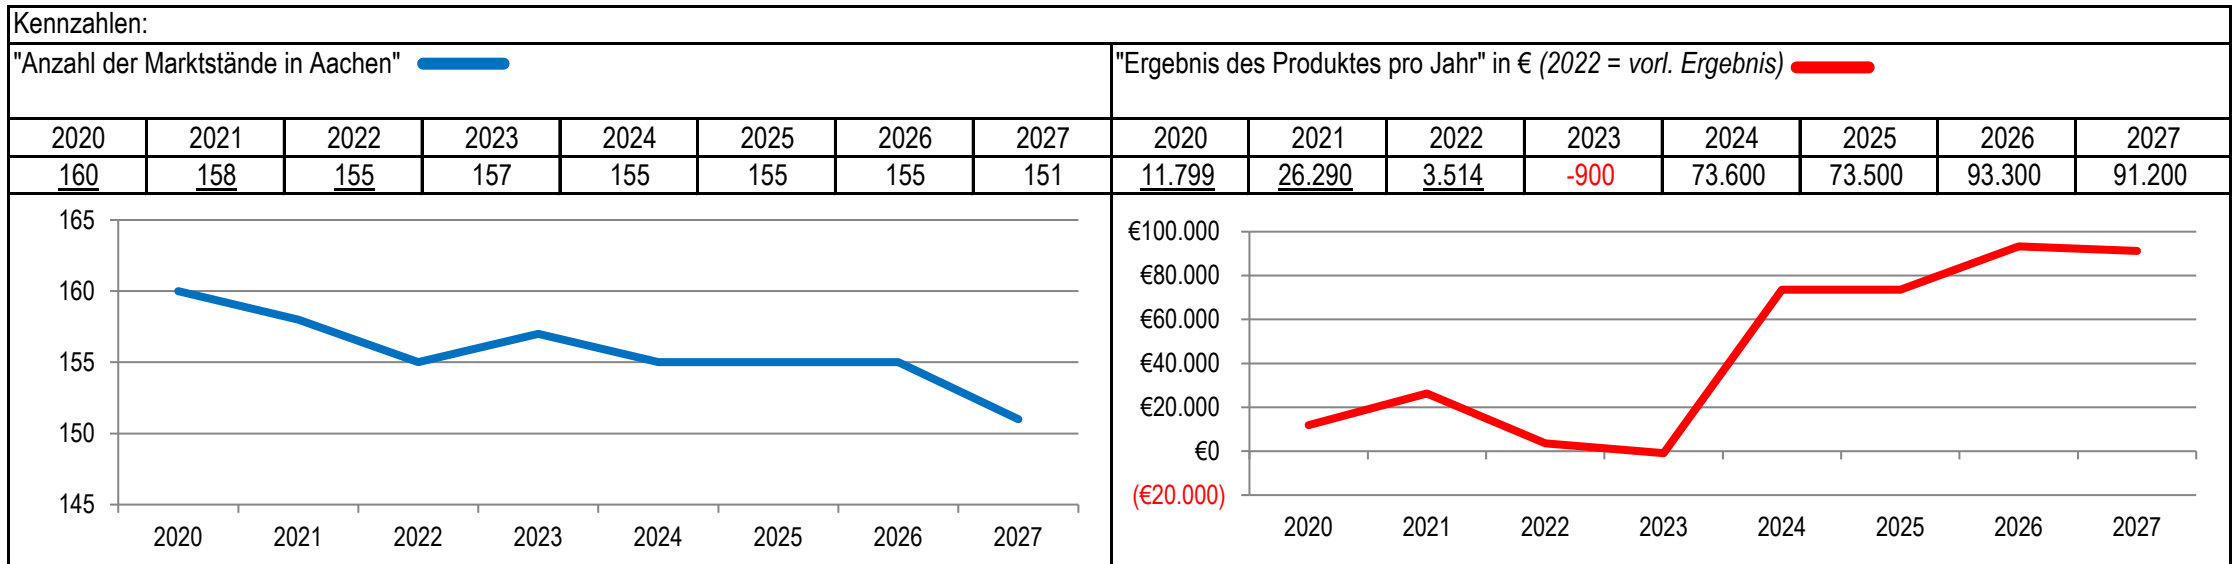 Kennzahlen:
"Anzahl der Marktstände in Aachen"
"Ergebnis des Produktes pro Jahr" in € (2022 = vorl. Ergebnis)
2020 2021 2022 2023 2024 2025 2026 2027 2020 2021 2022 2023 2024 2025 2026 2027
160 158 155 157 155 155 155 151 11.799 26.290 3.514 -900 73.600 73.500 93.300 91.200
165
160
155
150
145
2020 2021 2022 2023 2024 2025 2026 2027
€100.000
€80.000
€60.000
€40.000
€20.000
€0
(€20.000)
2020 2021 2022 2023 2024 2025 2026 2027